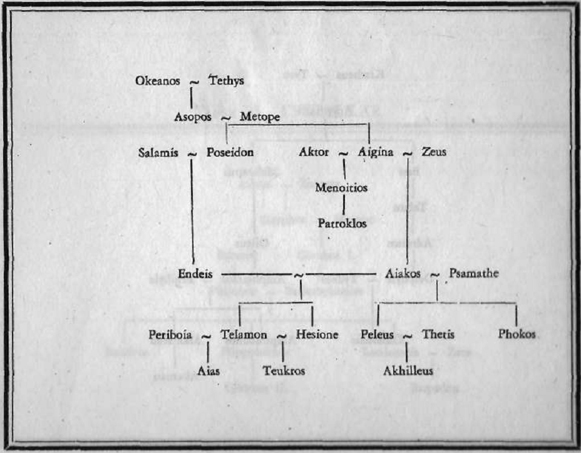 Okeanos ~ Tethys
Asopos ~ Metope
Salamis ~ Poseidon Aktor ~ Aigina ~ Zeus
Menoitios
Patroklos
Endeis ~ Aiakos ~ Psamathe
Periboia ~ Telamon ~ Hesione Peleus ~ Thetis Phokos
Aias Teukros Akhilleus